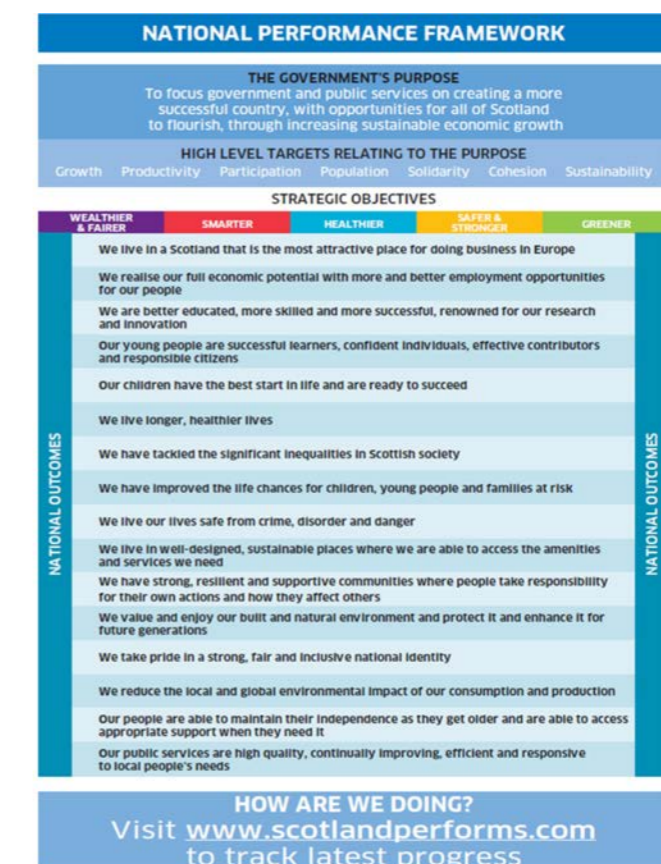 NATIONAL PERFORMANCE FRAMEWORK
THE GOVERNMENT'S PURPOSE
To focus government and public services on creating a more
successful country, with opportunities for all of Scotland
to flourish, through increasing sustainable economic growth
HIGH LEVEL TARGETS RELATING TO THE PURPOSE
Growth Productivity Participation Population Solidarity Cohesion Sustainability
STRATEGIC OBJECTIVES
WEALTHIER
& FAIRER
SMARTER
HEALTHIER
SAFER &
STRONGER
GREENER
NATIONAL OUTCOMES
We live in a Scotland that is the most attractive place for doing business in Europe
We realise our full economic potential with more and better employment opportunities
for our people
We are better educated, more skilled and more successful, renowned for our research
and innovation
Our young people are successful learners, confident individuals, effective contributors
and responsible citizens
Our children have the best start in life and are ready to succeed
We live longer, healthier lives
We have tackled the significant inequalities in Scottish society
We have improved the life chances for children, young people and families at risk
We live our lives safe from crime, disorder and danger
We live in well-designed, sustainable places where we are able to access the amenities
and services we need
We have strong, resilient and supportive communities where people take responsibility
for their own actions and how they affect others
We value and enjoy our built and natural environment and protect it and enhance it for
future generations
We take pride in a strong, fair and inclusive national identity
We reduce the local and global environmental impact of our consumption and production
Our people are able to maintain their independence as they get older and are able to access
appropriate support when they need it
Our public services are high quality, continually improving, efficient and responsive
to local people's needs
NATIONAL OUTCOMES
HOW ARE WE DOING?
Visit www.scotlandperforms.com
to track latest progress